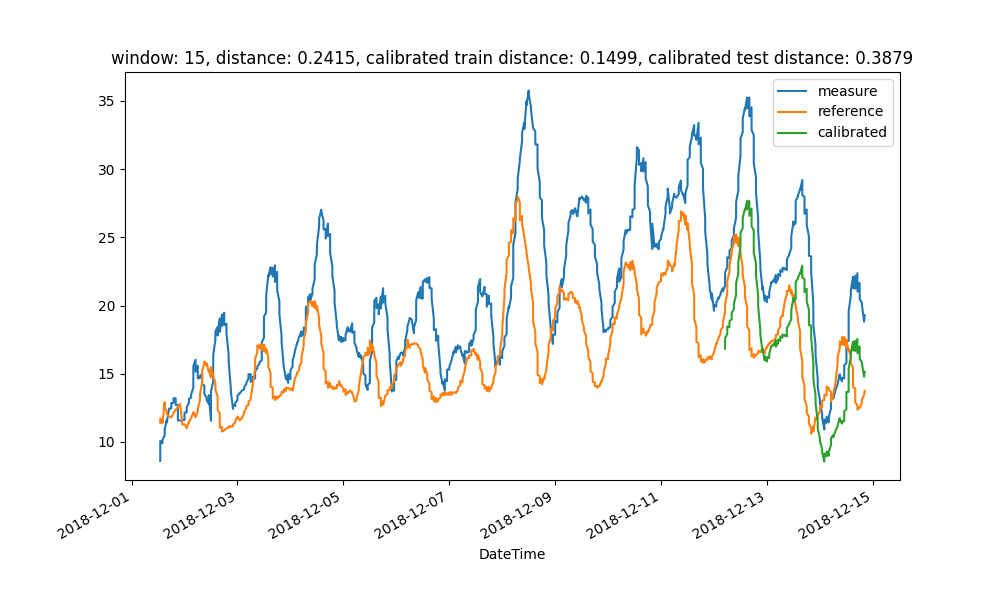 window: 15, distance: 0.2415, calibrated train distance: 0.1499, calibrated test distance: 0.3879
measure
reference
calibrated
35
30
25
20
15
10
2018-12-01
2018-12-03
2018-12-05
2018-12-07
2018-12-09
2018-12-11
2018-12-13
2018-12-15
DateTime